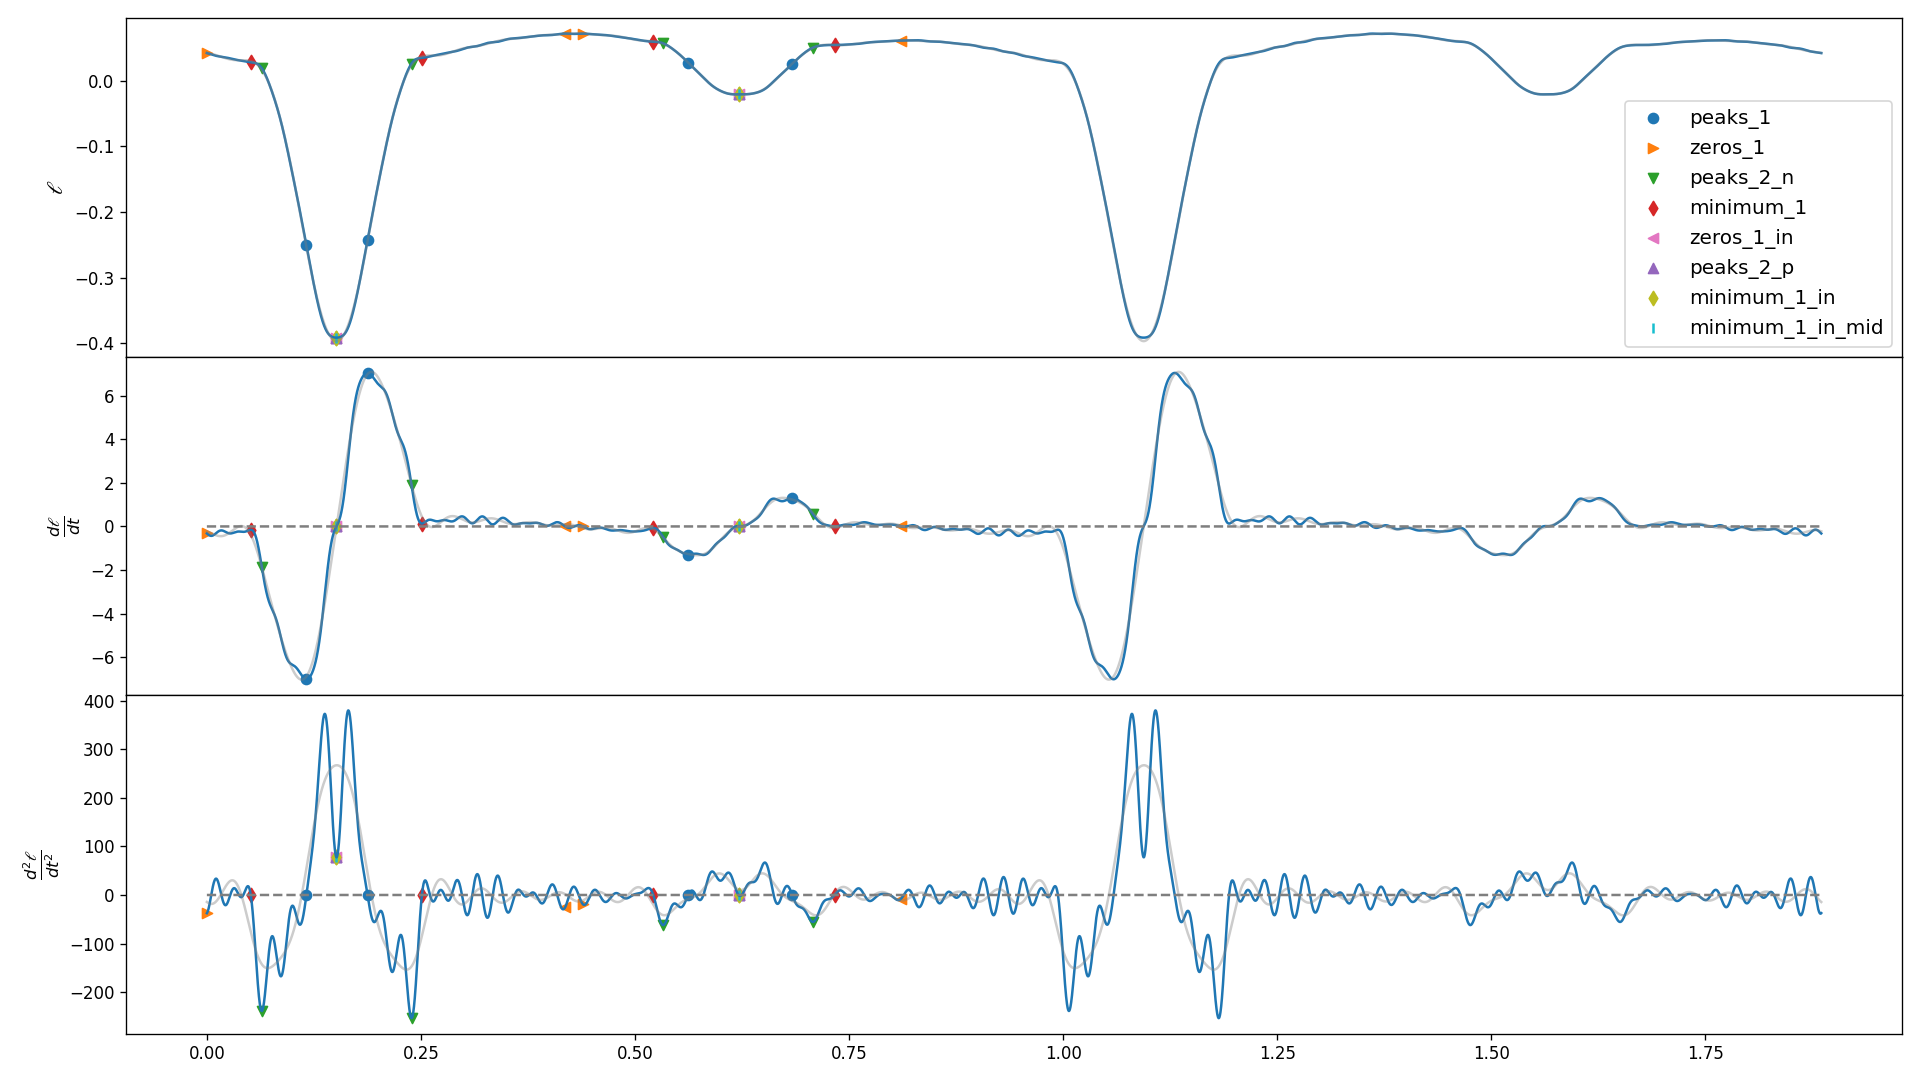 0.0
−0.1
−0.2
−0.3
−0.4
ℓ
peaks_1
zeros_1
peaks_2_n
minimum_1
zeros_1_in
peaks_2_p
minimum_1_in
minimum_1_in_mid
6
4
2
0
−2
−4
−6
dℓ
dt
400
300
200
100
0
−100
−200
d²ℓ
dt²
0.00 0.25 0.50 0.75 1.00 1.25 1.50 1.75